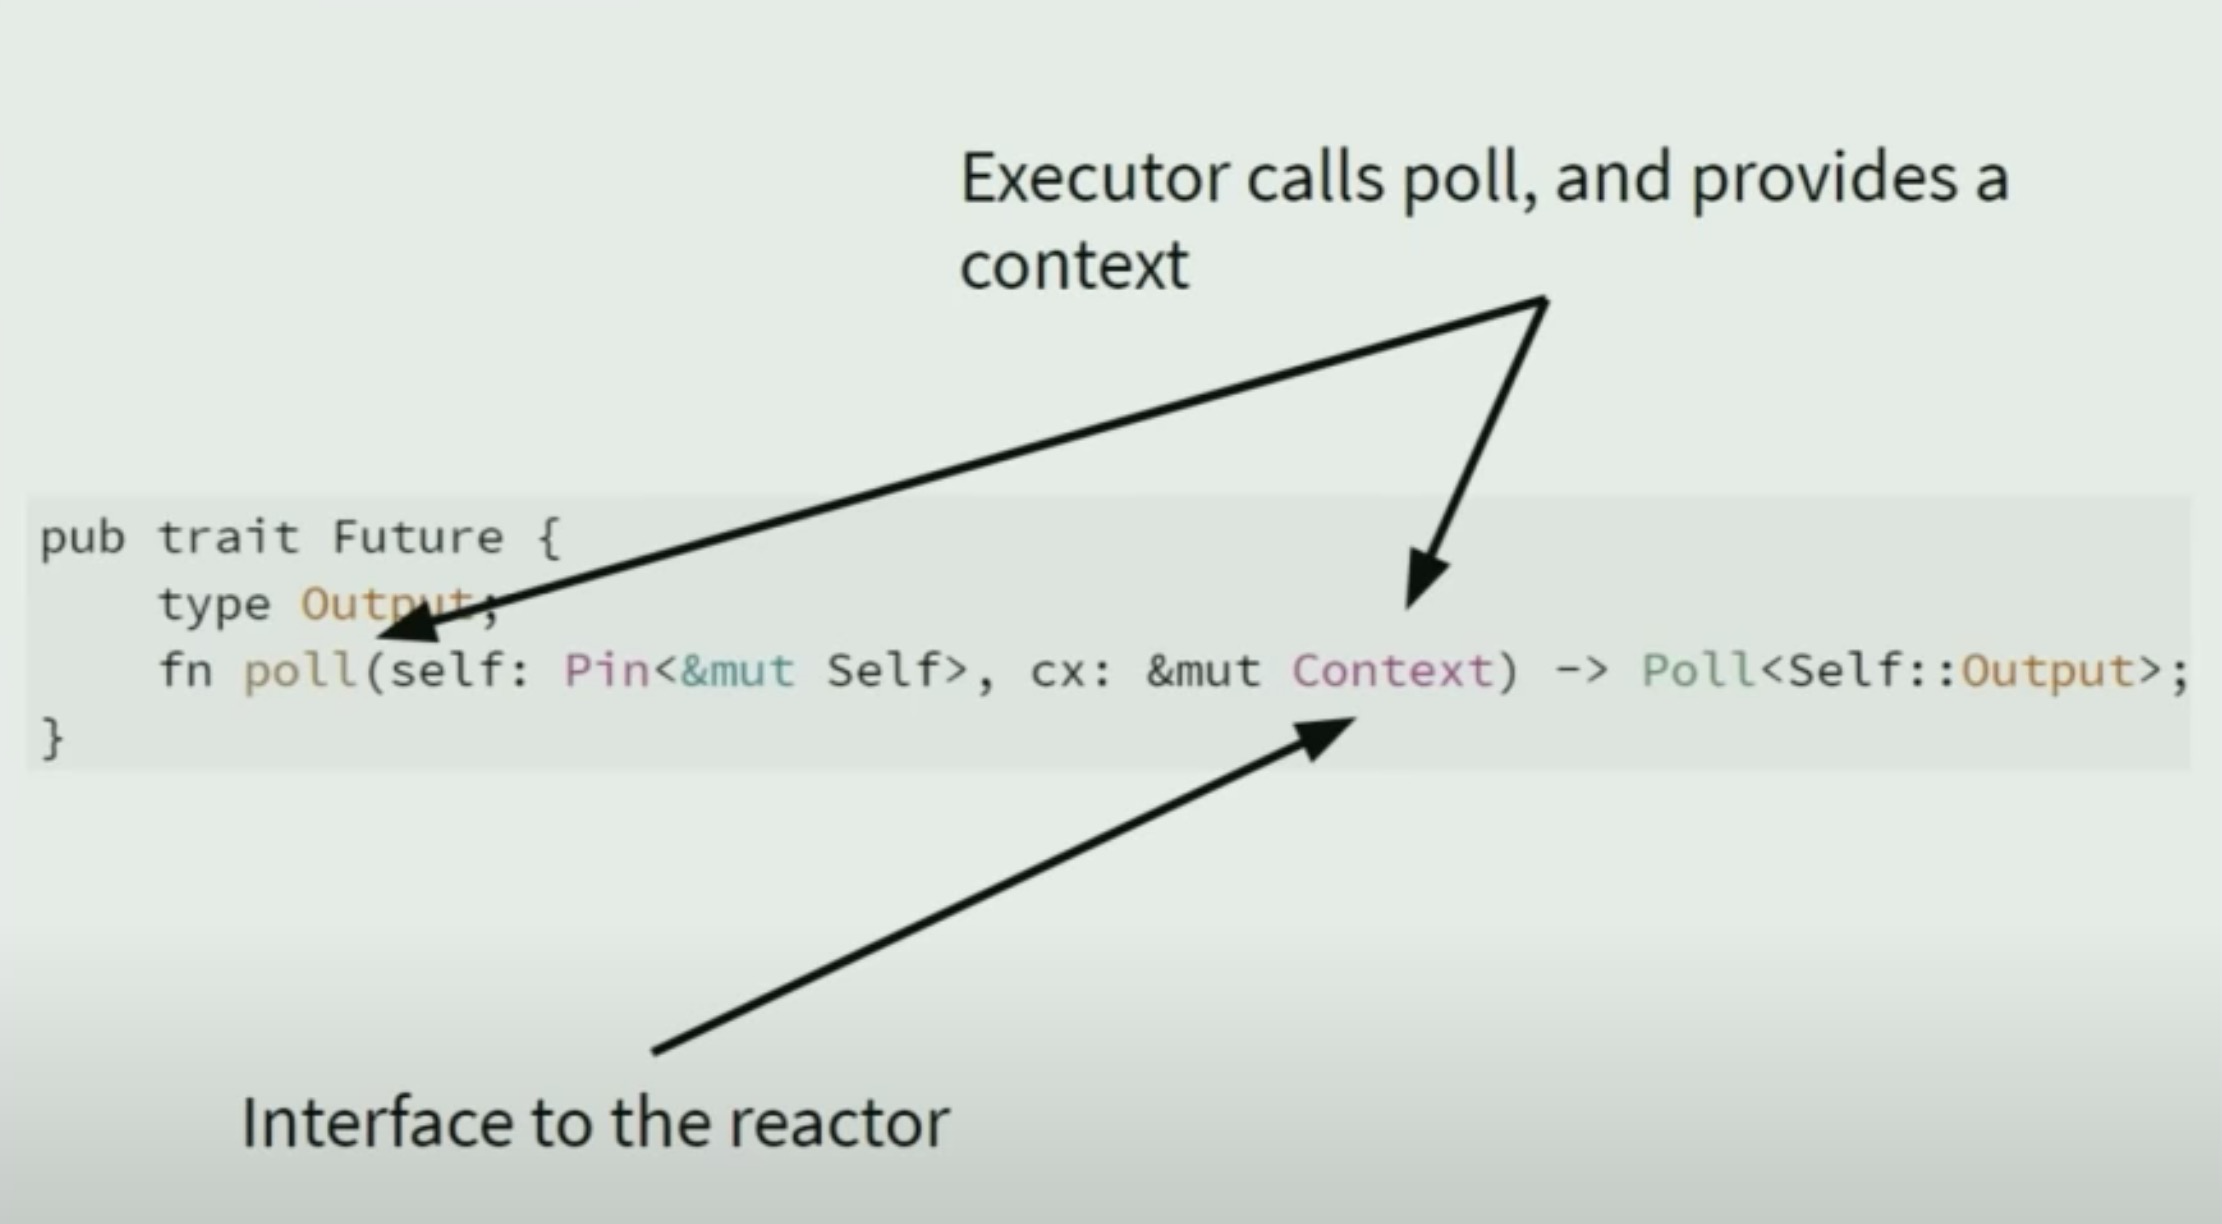 Executor calls poll, and provides a
context
pub trait Future {
    type Output;
    fn poll(self: Pin<&mut Self>, cx: &mut Context) -> Poll<Self::Output>;
}
Interface to the reactor